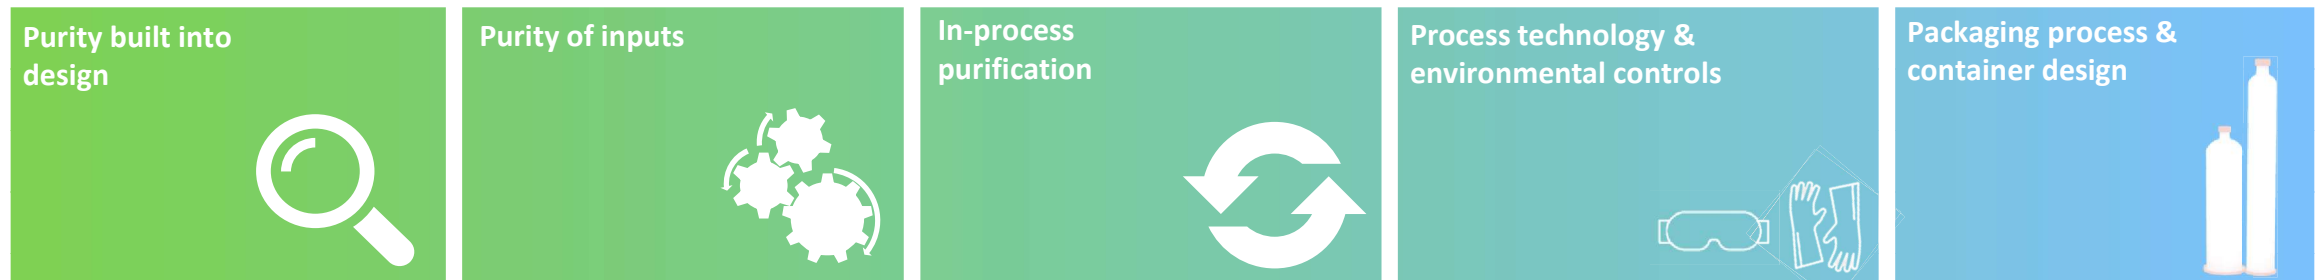 Purity built into
design
Purity of inputs
In-process
purification
Process technology &
environmental controls
Packaging process &
container design